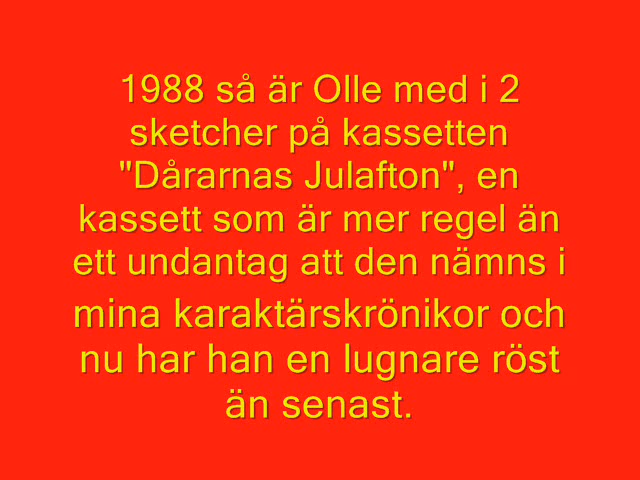 1988 så är Olle med i 2
sketcher på kassetten
"Dårarnas Julafton", en
kassett som är mer regel än
ett undantag att den nämns i
mina karaktärskrönikor och
nu har han en lugnare röst
än senast.